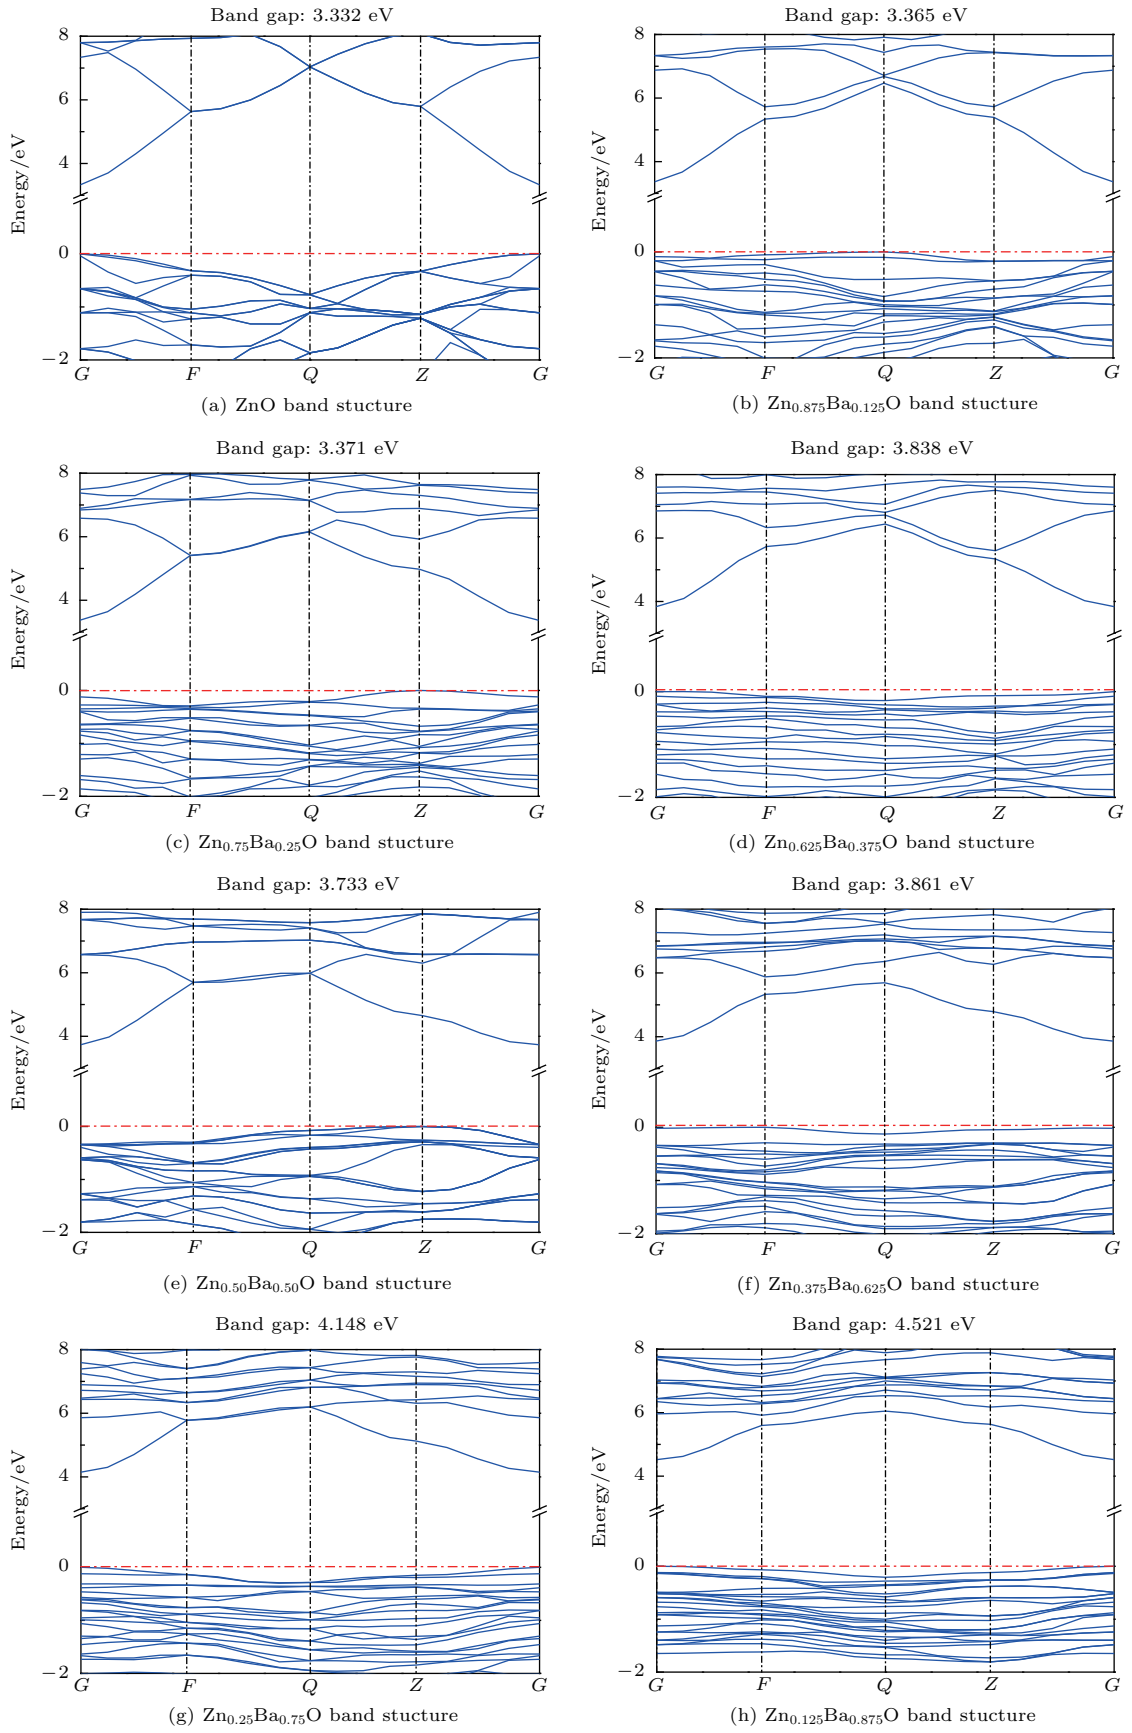 Band gap: 3.332 eV
8
6
4
0
−2
Energy/eV
G F Q Z G
(a) ZnO band stucture
Band gap: 3.365 eV
8
6
4
0
−2
Energy/eV
G F Q Z G
(b) Zn0.875Ba0.125O band stucture
Band gap: 3.371 eV
8
6
4
0
−2
Energy/eV
G F Q Z G
(c) Zn0.75Ba0.25O band stucture
Band gap: 3.838 eV
8
6
4
0
−2
Energy/eV
G F Q Z G
(d) Zn0.625Ba0.375O band stucture
Band gap: 3.733 eV
8
6
4
0
−2
Energy/eV
G F Q Z G
(e) Zn0.50Ba0.50O band stucture
Band gap: 3.861 eV
8
6
4
0
−2
Energy/eV
G F Q Z G
(f) Zn0.375Ba0.625O band stucture
Band gap: 4.148 eV
8
6
4
0
−2
Energy/eV
G F Q Z G
(g) Zn0.25Ba0.75O band stucture
Band gap: 4.521 eV
8
6
4
0
−2
Energy/eV
G F Q Z G
(h) Zn0.125Ba0.875O band stucture